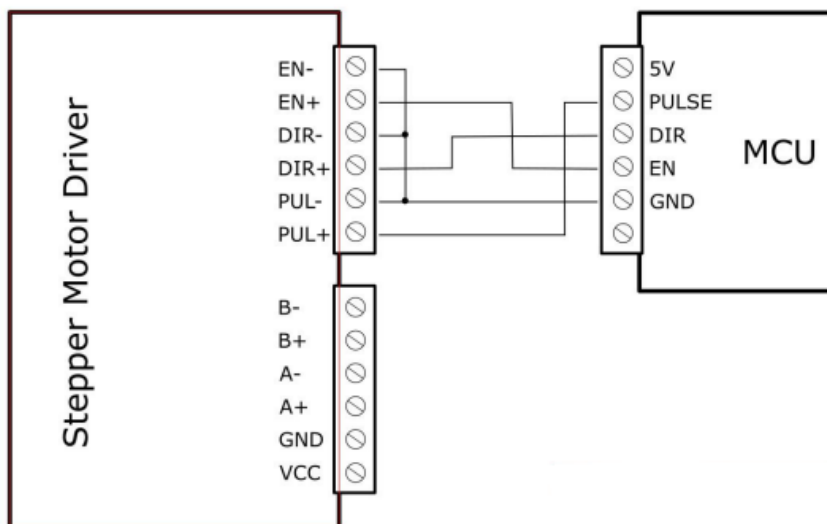 Stepper Motor Driver
EN-
EN+
DIR-
DIR+
PUL-
PUL+
B-
B+
A-
A+
GND
VCC
5V
PULSE
DIR
EN
GND
MCU